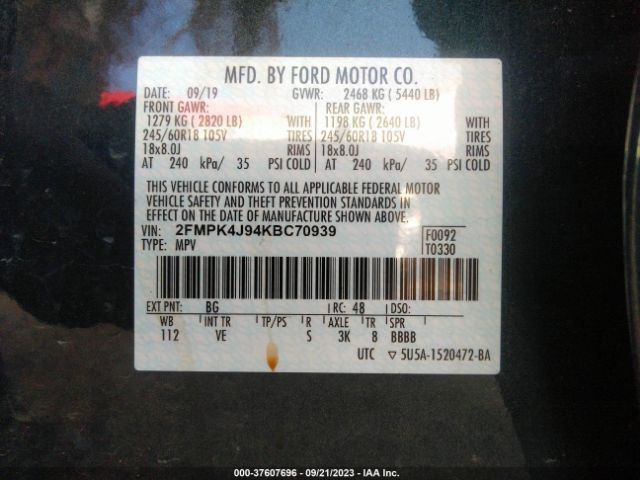 MFD. BY FORD MOTOR CO.
DATE: 09/19 GVWR: 2468 KG ( 5440 LB)
FRONT GAWR: REAR GAWR:
1279 KG ( 2820 LB) WITH 1198 KG ( 2640 LB) WITH
245/60R18 105V TIRES 245/60R18 105V TIRES
18x8.0J RIMS 18x8.0J RIMS
AT 240 kPa/ 35 PSI COLD AT 240 kPa/ 35 PSI COLD
THIS VEHICLE CONFORMS TO ALL APPLICABLE FEDERAL MOTOR
VEHICLE SAFETY AND THEFT PREVENTION STANDARDS IN
EFFECT ON THE DATE OF MANUFACTURE SHOWN ABOVE.
VIN: 2FMPK4J94KBC70939 F0092
TYPE: MPV T0330
EXT PNT: BG RC: 48 DSO:
WB INT TR TP/PS R AXLE TR SPR
112 VE S 3K 8 BBBB
UTC ▽ 5U5A-1520472-BA
000-37607696 - 09/21/2023 - IAA Inc.